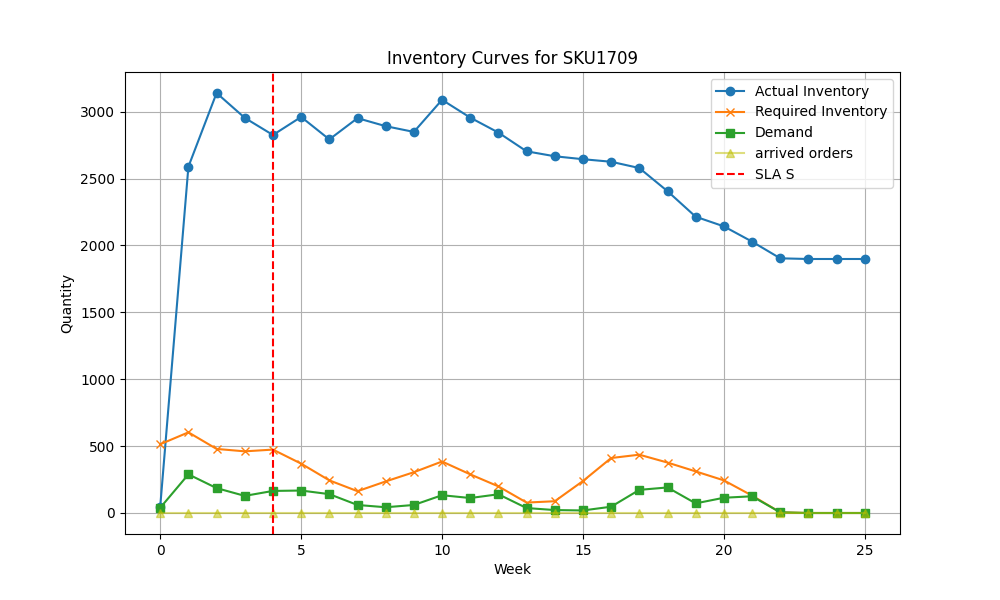 Inventory Curves for SKU1709
Actual Inventory
Required Inventory
Demand
arrived orders
SLA S
Quantity
3000
2500
2000
1500
1000
500
0
0 5 10 15 20 25
Week